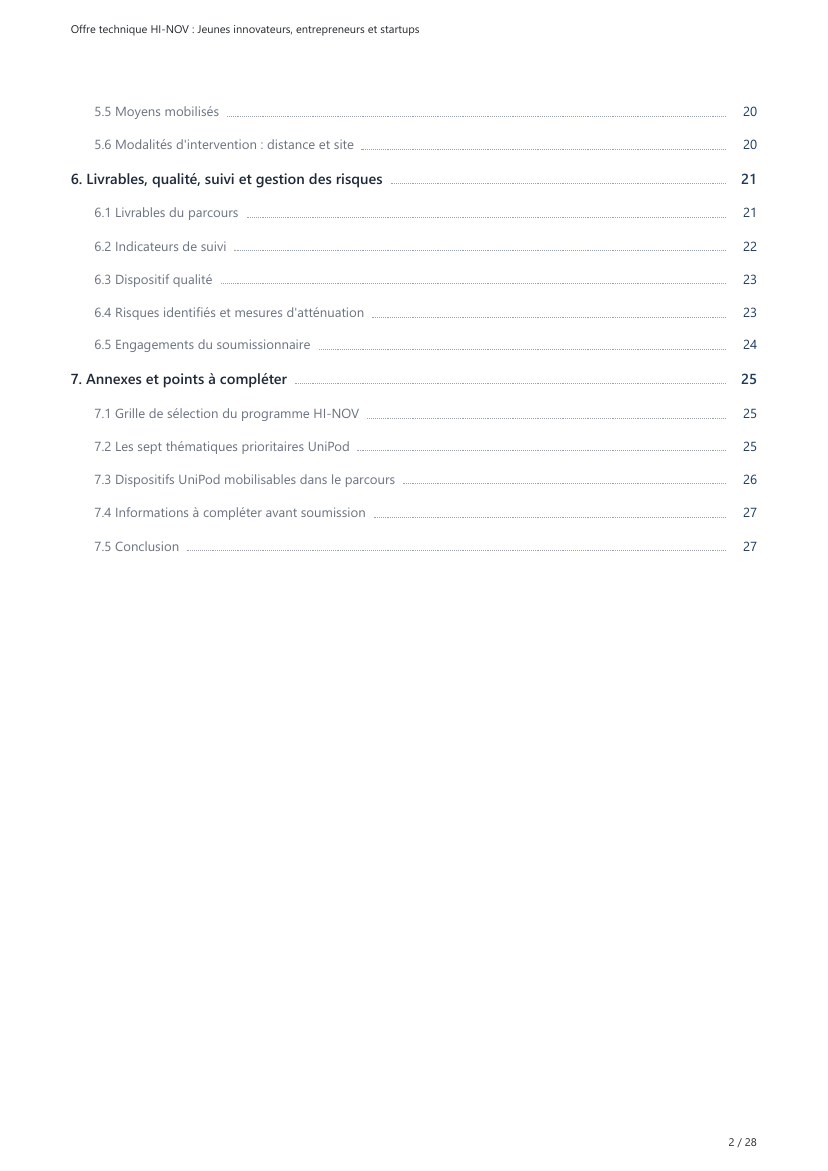 Offre technique HI-NOV : Jeunes innovateurs, entrepreneurs et startups
5.5 Moyens mobilisés 20
5.6 Modalités d'intervention : distance et site 20
6. Livrables, qualité, suivi et gestion des risques 21
6.1 Livrables du parcours 21
6.2 Indicateurs de suivi 22
6.3 Dispositif qualité 23
6.4 Risques identifiés et mesures d'atténuation 23
6.5 Engagements du soumissionnaire 24
7. Annexes et points à compléter 25
7.1 Grille de sélection du programme HI-NOV 25
7.2 Les sept thématiques prioritaires UniPod 25
7.3 Dispositifs UniPod mobilisables dans le parcours 26
7.4 Informations à compléter avant soumission 27
7.5 Conclusion 27
2 / 28